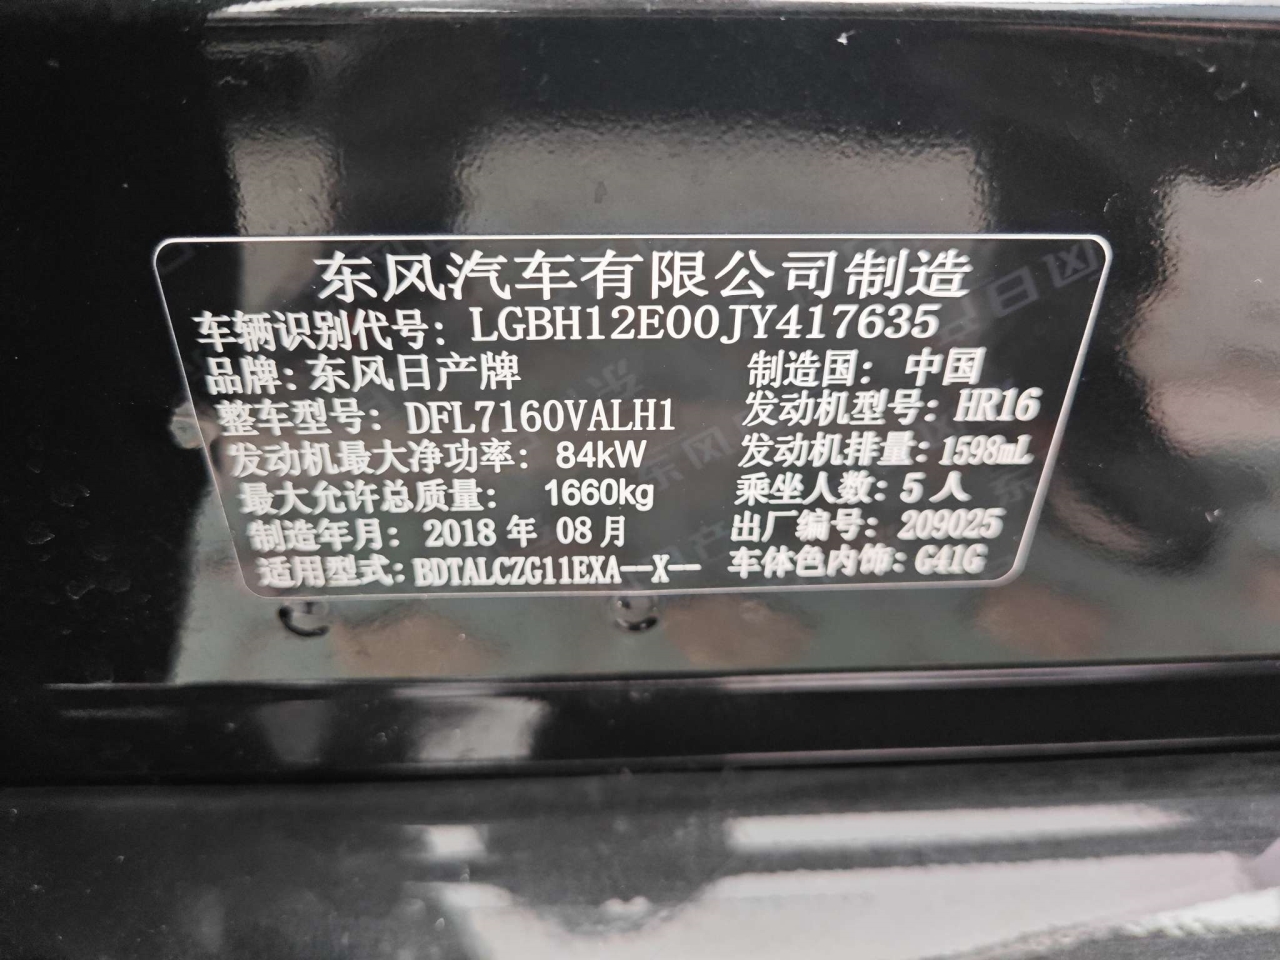 东风汽车有限公司制造
车辆识别代号: LGBH12E00JY417635
品牌: 东风日产牌 制造国: 中国
整车型号: DFL7160VALH1 发动机型号: HR16
发动机最大净功率: 84kW 发动机排量: 1598mL
最大允许总质量: 1660kg 乘坐人数: 5人
制造年月: 2018 年 08 月 出厂编号: 209025
适用型式: BDTALCZG11EXA--X-- 车体色内饰: G41G